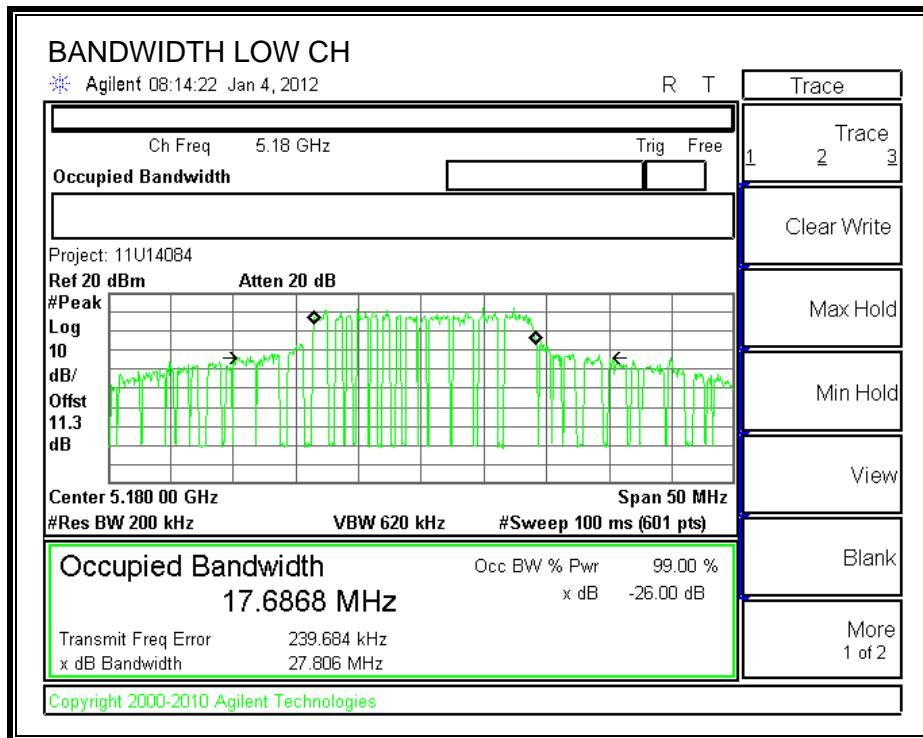 BANDWIDTH LOW CH
Agilent 08:14:22 Jan 4, 2012 R T
Trace
Ch Freq 5.18 GHz Trig Free
Occupied Bandwidth
Trace
1 2 3
Clear Write
Max Hold
Min Hold
View
Blank
More
1 of 2
Project: 11U14084
Ref 20 dBm Atten 20 dB
#Peak
Log
10
dB/
Offst
11.3
dB
Center 5.180 00 GHz Span 50 MHz
#Res BW 200 kHz VBW 620 kHz #Sweep 100 ms (601 pts)
Occupied Bandwidth Occ BW % Pwr 99.00 %
17.6868 MHz x dB -26.00 dB
Transmit Freq Error 239.684 kHz
x dB Bandwidth 27.806 MHz
Copyright 2000-2010 Agilent Technologies